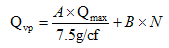 Q_vp = A × Q_max / 7.5g/cf + B × N